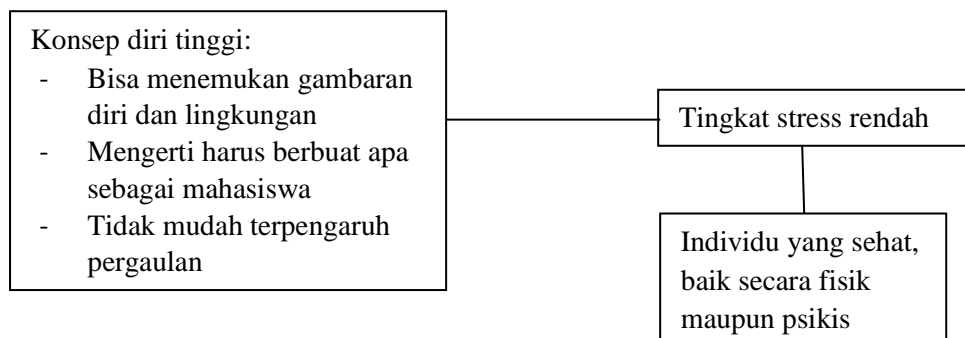 Konsep diri tinggi:
- Bisa menemukan gambaran
diri dan lingkungan
- Mengerti harus berbuat apa
sebagai mahasiswa
- Tidak mudah terpengaruh
pergaulan
Tingkat stress rendah
Individu yang sehat,
baik secara fisik
maupun psikis